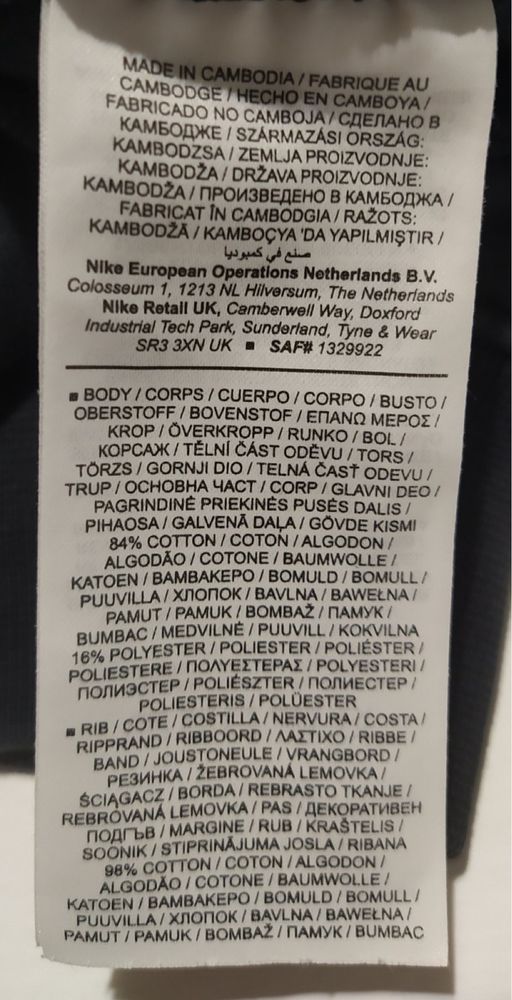 MADE IN CAMBODIA / FABRIQUE AU
CAMBODGE / HECHO EN CAMBOYA /
FABRICADO NO CAMBOJA / СДЕЛАНО В
КАМБОДЖЕ / SZÁRMAZÁSI ORSZÁG:
KAMBODZSA / ZEMLJA PROIZVODNJE:
KAMBODŽA / DRŽAVA PROIZVODNJE:
KAMBODŽA / ПРОИЗВЕДЕНО В КАМБОДЖА /
FABRICAT ÎN CAMBODGIA / RAŽOTS:
KAMBODŽĀ / KAMBOÇYA 'DA YAPILMIŞTIR /
صنع في كمبوديا
Nike European Operations Netherlands B.V.
Colosseum 1, 1213 NL Hilversum, The Netherlands
Nike Retail UK, Camberwell Way, Doxford
Industrial Tech Park, Sunderland, Tyne & Wear
SR3 3XN UK ■ SAF# 1329922
■ BODY / CORPS / CUERPO / CORPO / BUSTO /
OBERSTOFF / BOVENSTOF / ΕΠΑΝΩ ΜΕΡΟΣ /
KROP / ÖVERKROPP / RUNKO / BOL /
КОРСАЖ / TĚLNÍ ČÁST ODĚVU / TORS /
TÖRZS / GORNJI DIO / TELNÁ ČASŤ ODEVU /
TRUP / ОСНОВНА ЧАСТ / CORP / GLAVNI DEO /
PAGRINDINĖ PRIEKINĖS PUSĖS DALIS /
PIHAOSA / GALVENĀ DAĻA / GÖVDE KISMI
84% COTTON / COTON / ALGODON /
ALGODÃO / COTONE / BAUMWOLLE /
KATOEN / ΒΑΜΒΑΚΕΡΟ / BOMULD / BOMULL /
PUUVILLA / ХЛОПОК / BAVLNA / BAWEŁNA /
PAMUT / PAMUK / BOMBAŽ / ПАМУК /
BUMBAC / MEDVILNĖ / PUUVILL / KOKVILNA
16% POLYESTER / POLIESTER / POLIÉSTER /
POLIESTERE / ΠΟΛΥΕΣΤΕΡΑΣ / POLYESTERI /
ПОЛИЭСТЕР / POLIÉSZTER / ПОЛИЕСТЕР /
POLIESTERIS / POLÜESTER
■ RIB / COTE / COSTILLA / NERVURA / COSTA /
RIPPRAND / RIBBOORD / ΛΑΣΤΙΧΟ / RIBBE /
BAND / JOUSTONEULE / VRANGBORD /
РЕЗИНКА / ŽEBROVANÁ LEMOVKA /
ŚCIĄGACZ / BORDA / REBRASTO TKANJE /
REBROVANÁ LEMOVKA / PAS / ДЕКОРАТИВЕН
ПОДГЪВ / MARGINE / RUB / KRAŠTELIS /
SOONIK / STIPRINĀJUMA JOSLA / RIBANA
98% COTTON / COTON / ALGODON /
ALGODÃO / COTONE / BAUMWOLLE /
KATOEN / ΒΑΜΒΑΚΕΡΟ / BOMULD / BOMULL /
PUUVILLA / ХЛОПОК / BAVLNA / BAWEŁNA /
PAMUT / PAMUK / BOMBAŽ / ПАМУК / BUMBAC